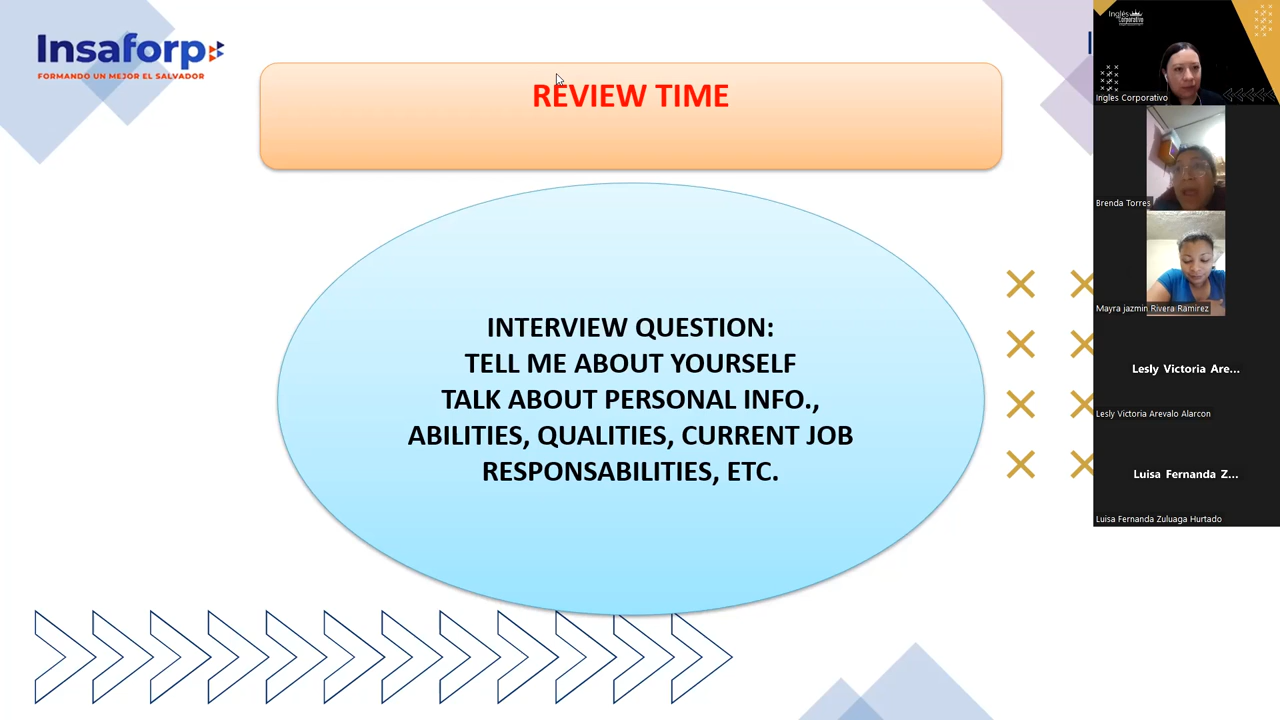 Insaforp
FORMANDO UN MEJOR EL SALVADOR
REVIEW TIME
INTERVIEW QUESTION:
TELL ME ABOUT YOURSELF
TALK ABOUT PERSONAL INFO.,
ABILITIES, QUALITIES, CURRENT JOB
RESPONSABILITIES, ETC.
Inglés
Corporativo
Ingles Corporativo
Brenda Torres
Mayra jazmin Rivera Ramirez
Lesly Victoria Are...
Lesly Victoria Arevalo Alarcon
Luisa Fernanda Z...
Luisa Fernanda Zuluaga Hurtado